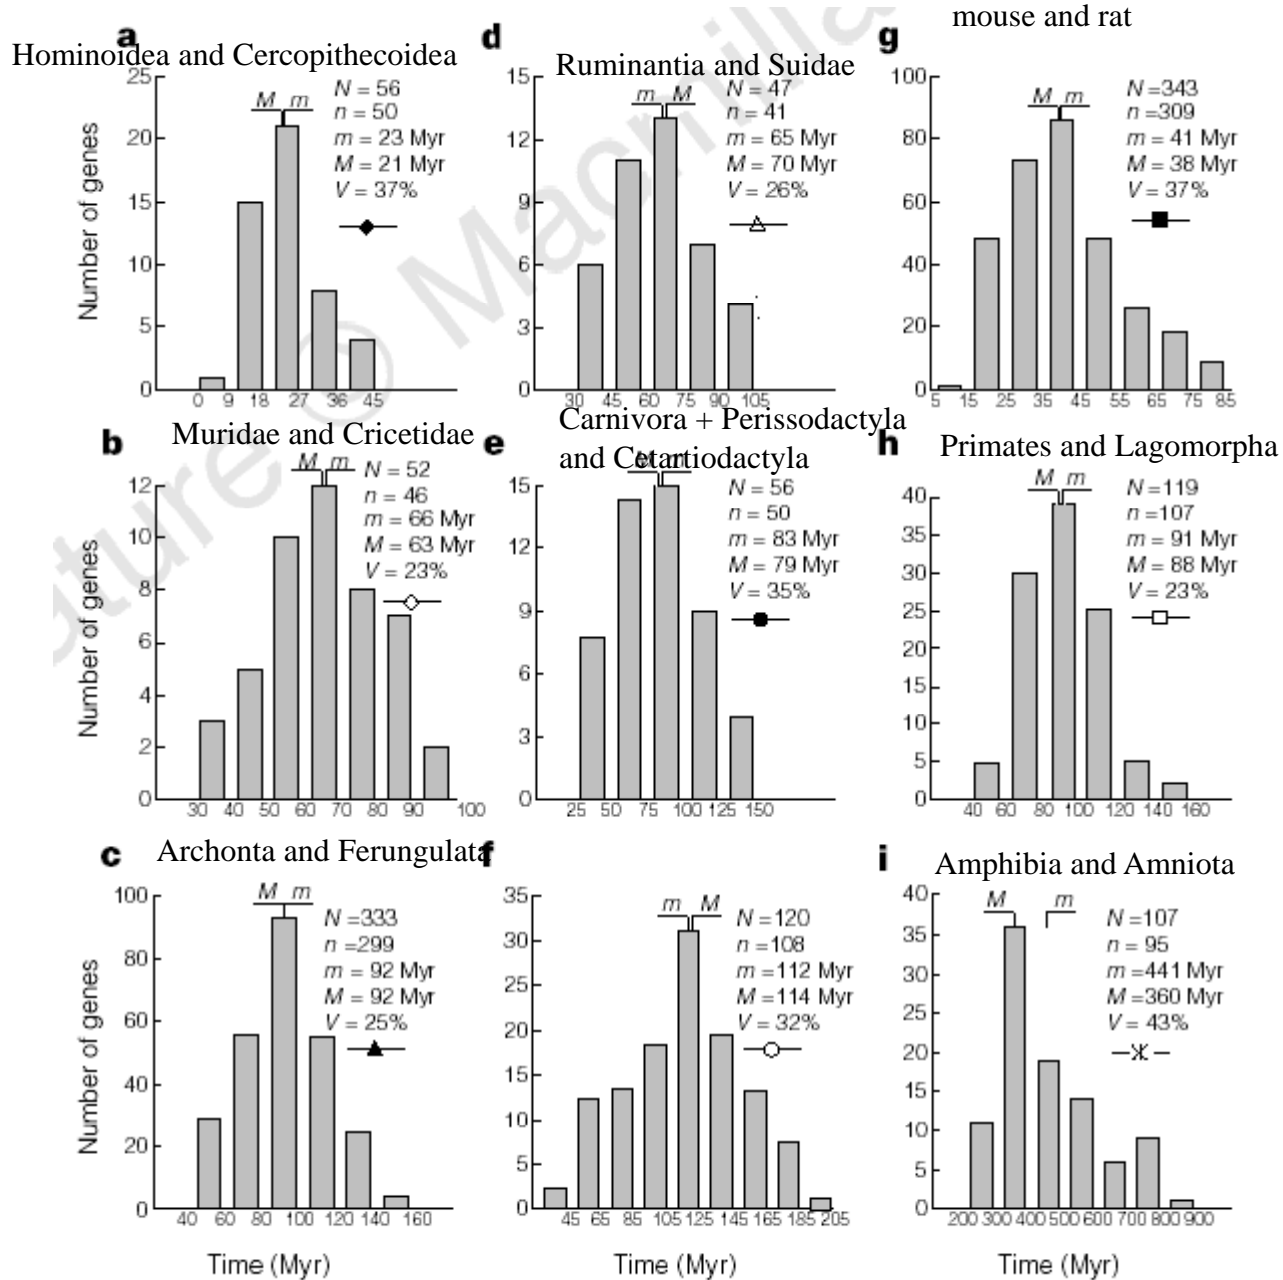 a
Hominoidea and Cercopithecoidea
Number of genes
25
20
15
10
5
0
M m
N = 56
n = 50
m = 23 Myr
M = 21 Myr
V = 37%
0 9 18 27 36 45
d
Ruminantia and Suidae
15
12
9
6
3
0
m M
N = 47
n = 41
m = 65 Myr
M = 70 Myr
V = 26%
30 45 60 75 90 105
g
mouse and rat
100
80
60
40
20
0
M m
N =343
n =309
m = 41 Myr
M = 38 Myr
V = 37%
5 15 25 35 45 55 65 75 85
b
Muridae and Cricetidae
Number of genes
12
10
8
6
4
2
0
M m
N = 52
n = 46
m = 66 Myr
M = 63 Myr
V = 23%
30 40 50 60 70 80 90 100
e
Carnivora + Perissodactyla
and Cetartiodactyla
15
12
9
6
3
0
M m
N = 56
n = 50
m = 83 Myr
M = 79 Myr
V = 35%
25 50 75 100 125 150
h
Primates and Lagomorpha
40
35
30
25
20
15
10
5
0
M m
N =119
n =107
m = 91 Myr
M = 88 Myr
V = 23%
40 60 80 100 120 140 160
c
Archonta and Ferungulata
Number of genes
100
80
60
40
20
0
M m
N =333
n =299
m = 92 Myr
M = 92 Myr
V = 25%
40 60 80 100 120 140 160
Time (Myr)
f
35
30
25
20
15
10
5
0
m M
N =120
n =108
m =112 Myr
M =114 Myr
V = 32%
45 65 85 105 125 145 165 185 205
Time (Myr)
i
Amphibia and Amniota
40
35
30
25
20
15
10
5
0
M m
N =107
n = 95
m =441 Myr
M =360 Myr
V = 43%
200 300 400 500 600 700 800 900
Time (Myr)